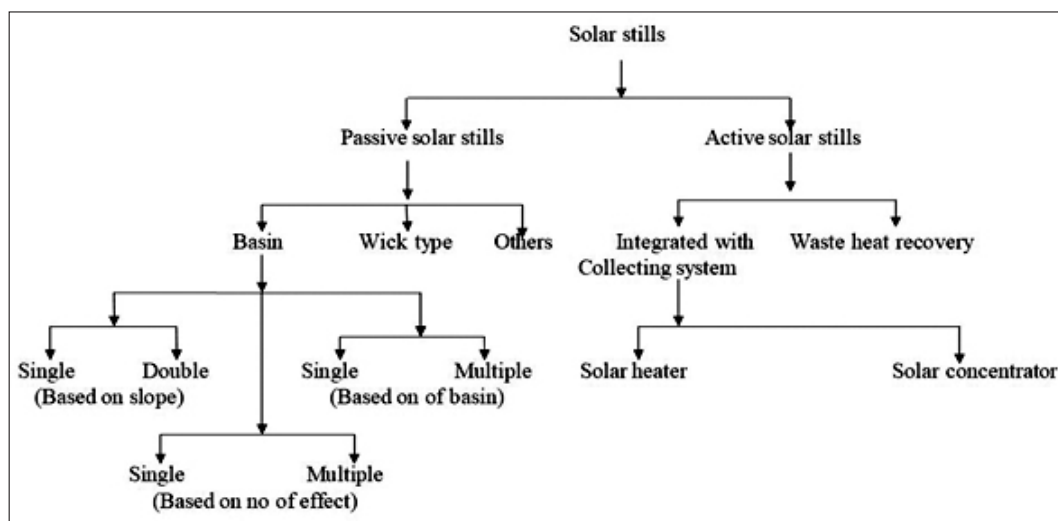 Solar stills
Passive solar stills
Active solar stills
Basin
Wick type
Others
Integrated with
Collecting system
Waste heat recovery
Single
Double
(Based on slope)
Single
Multiple
(Based on of basin)
Solar heater
Solar concentrator
Single
Multiple
(Based on no of effect)